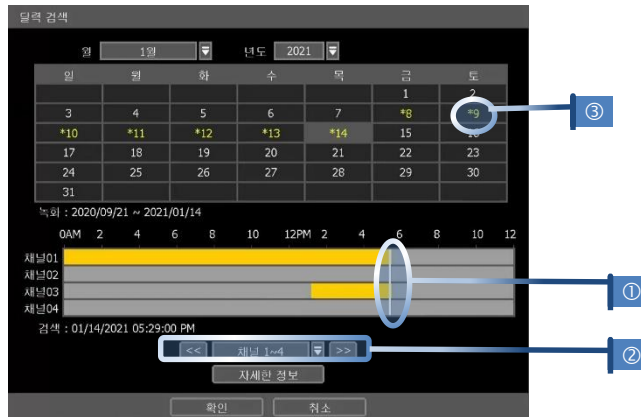 달력 검색
월 1월 년도 2021
일 월 화 수 목 금 토
1 2
3 4 5 6 7 *8 *9
*10 *11 *12 *13 *14 15 16
17 18 19 20 21 22 23
24 25 26 27 28 29 30
31
녹화 : 2020/09/21 ~ 2021/01/14
0AM 2 4 6 8 10 12PM 2 4 6 8 10 12
채널01
채널02
채널03
채널04
검색 : 01/14/2021 05:29:00 PM
<< 채널 1~4 >>
자세한 정보
확인 취소
③
①
②